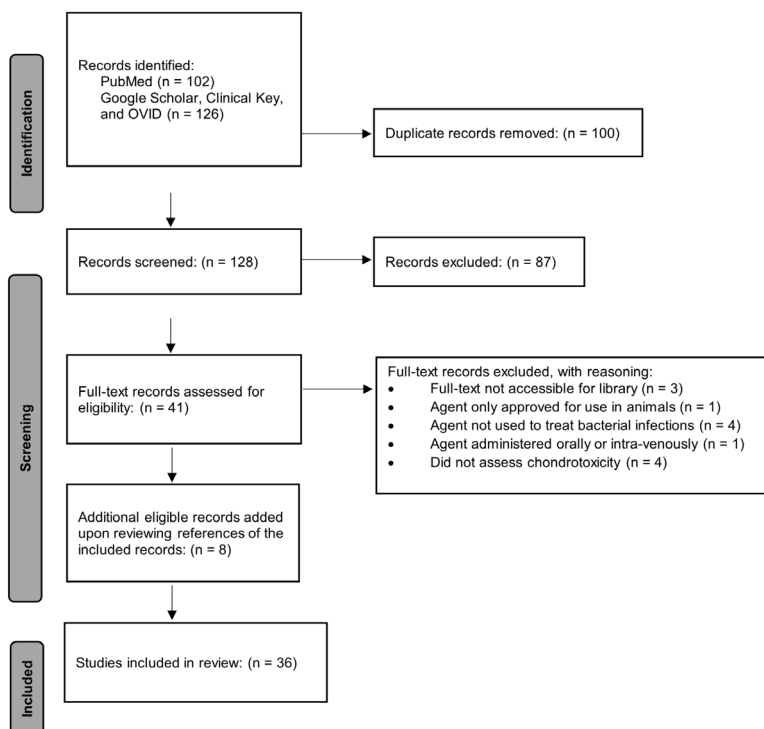 Identification
Records identified:
PubMed (n = 102)
Google Scholar, Clinical Key,
and OVID (n = 126)
Duplicate records removed: (n = 100)
Screening
Records screened: (n = 128)
Records excluded: (n = 87)
Full-text records assessed for
eligibility: (n = 41)
Full-text records excluded, with reasoning:
• Full-text not accessible for library (n = 3)
• Agent only approved for use in animals (n = 1)
• Agent not used to treat bacterial infections (n = 4)
• Agent administered orally or intra-venously (n = 1)
• Did not assess chondrotoxicity (n = 4)
Additional eligible records added
upon reviewing references of the
included records: (n = 8)
Included
Studies included in review: (n = 36)